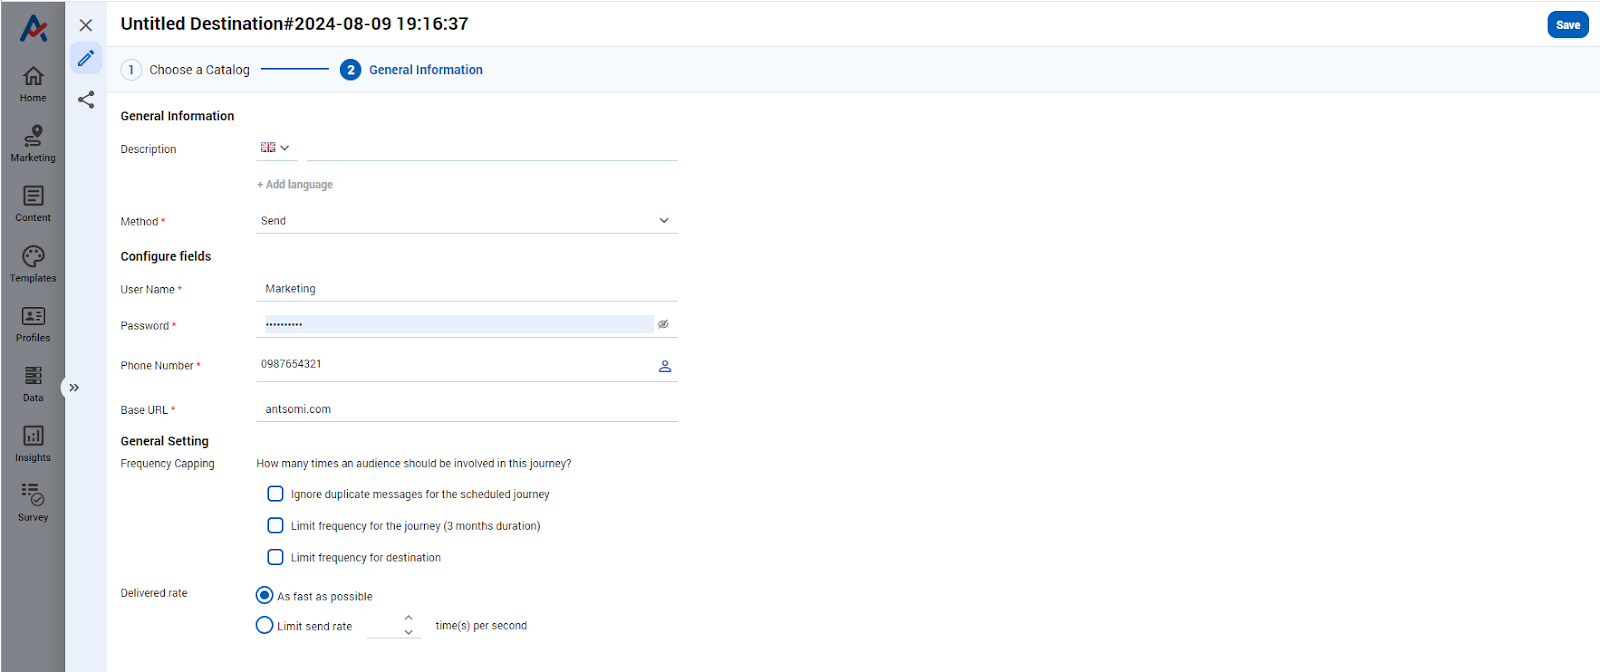 Untitled Destination#2024-08-09 19:16:37
Save
1 Choose a Catalog
2 General Information
Home
Marketing
Content
Templates
Profiles
Data
Insights
Survey
General Information
Description
+ Add language
Method * Send
Configure fields
User Name * Marketing
Password * ••••••••••
Phone Number * 0987654321
Base URL * antsomi.com
General Setting
Frequency Capping How many times an audience should be involved in this journey?
Ignore duplicate messages for the scheduled journey
Limit frequency for the journey (3 months duration)
Limit frequency for destination
Delivered rate As fast as possible
Limit send rate time(s) per second